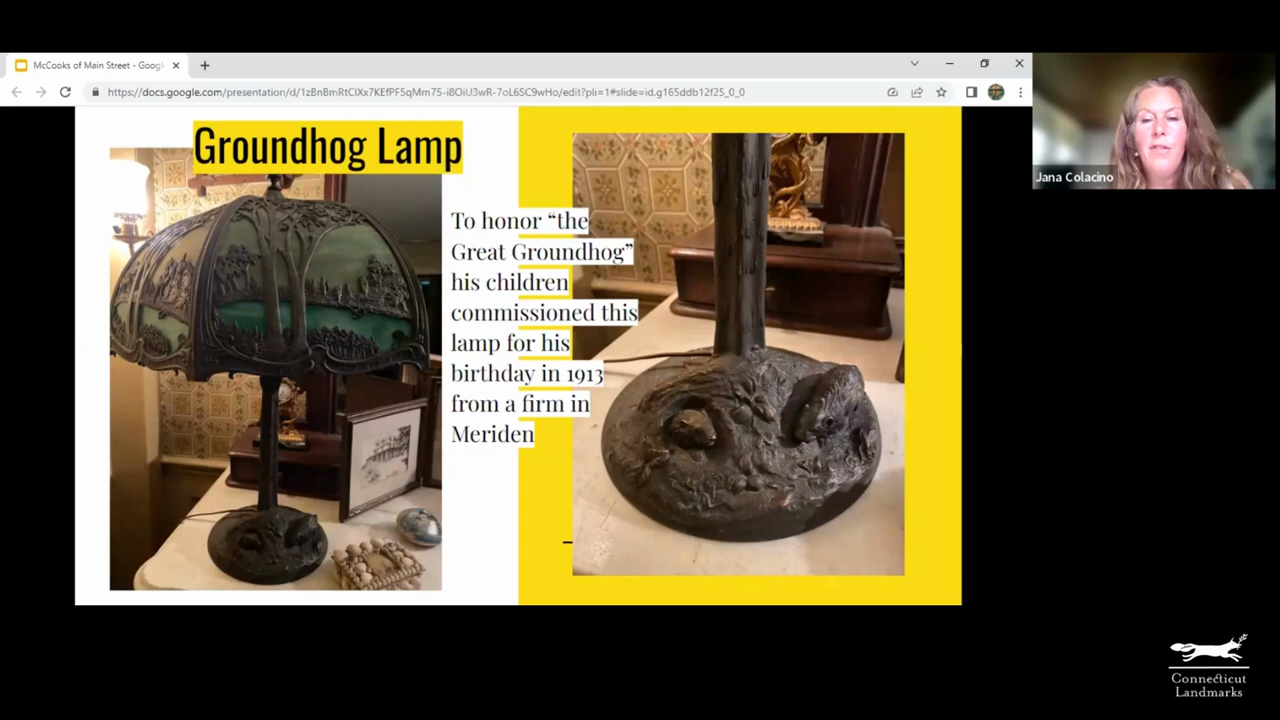 McCooks of Main Street - Googl
https://docs.google.com/presentation/d/1zBnBmRtClXx7KEfPF5qMm75-i8OiU3wR-7oL6SC9wHo/edit?pli=1#slide=id.g165ddb12f25_0_0
Groundhog Lamp
To honor “the
Great Groundhog”
his children
commissioned this
lamp for his
birthday in 1913
from a firm in
Meriden
Jana Colacino
Connecticut
Landmarks